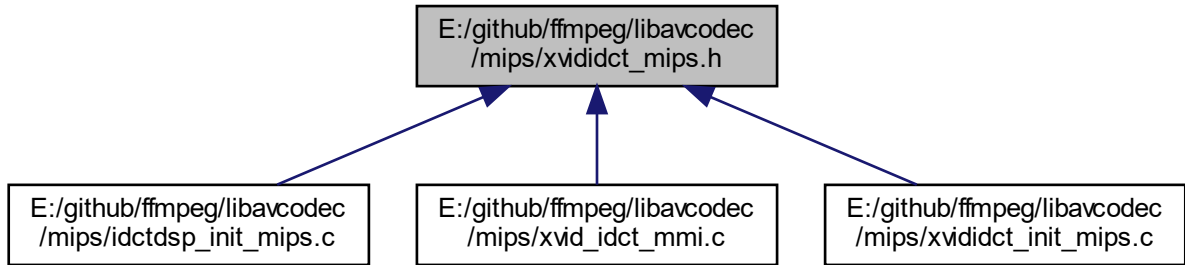 E:/github/ffmpeg/libavcodec
/mips/xvididct_mips.h
E:/github/ffmpeg/libavcodec
/mips/idctdsp_init_mips.c
E:/github/ffmpeg/libavcodec
/mips/xvid_idct_mmi.c
E:/github/ffmpeg/libavcodec
/mips/xvididct_init_mips.c